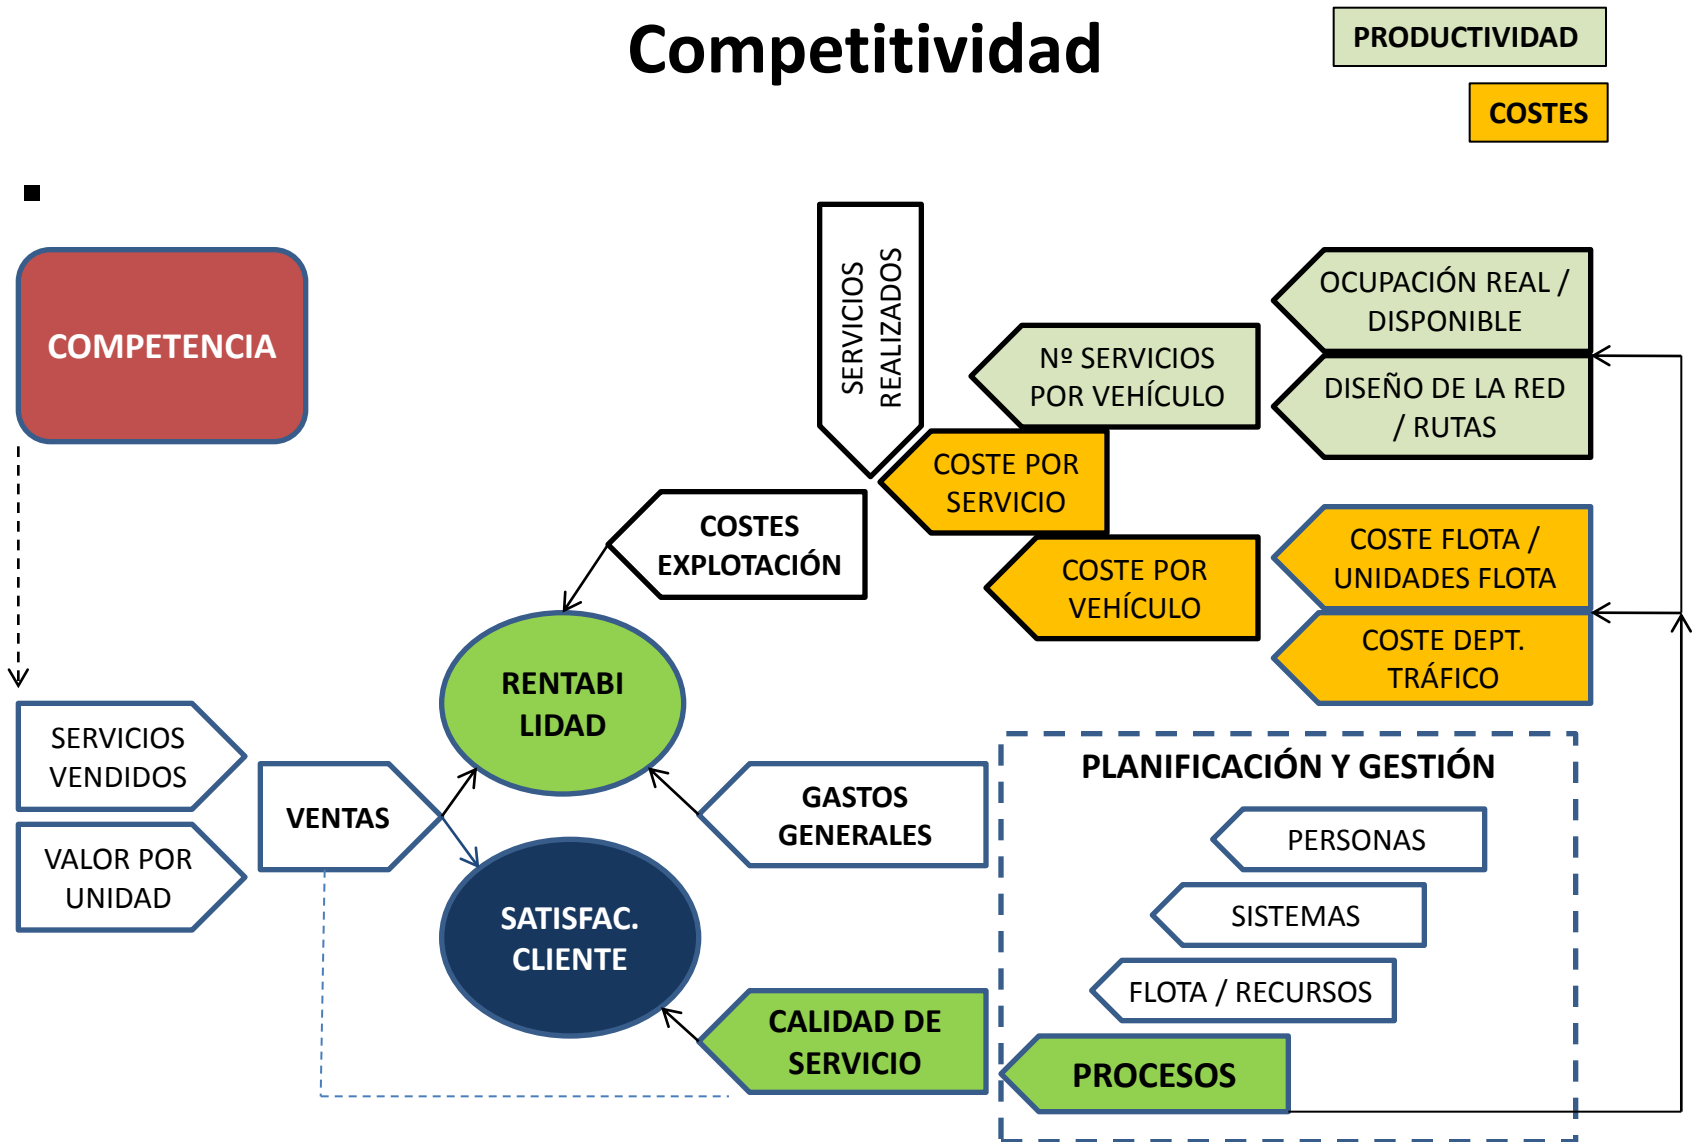 Competitividad
PRODUCTIVIDAD
COSTES
COMPETENCIA
SERVICIOS
REALIZADOS
OCUPACIÓN REAL /
DISPONIBLE
Nº SERVICIOS
POR VEHÍCULO
DISEÑO DE LA RED
/ RUTAS
COSTE POR
SERVICIO
COSTES
EXPLOTACIÓN
COSTE POR
VEHÍCULO
COSTE FLOTA /
UNIDADES FLOTA
COSTE DEPT.
TRÁFICO
RENTABI
LIDAD
SERVICIOS
VENDIDOS
VENTAS
VALOR POR
UNIDAD
GASTOS
GENERALES
SATISFAC.
CLIENTE
CALIDAD DE
SERVICIO
PLANIFICACIÓN Y GESTIÓN
PERSONAS
SISTEMAS
FLOTA / RECURSOS
PROCESOS